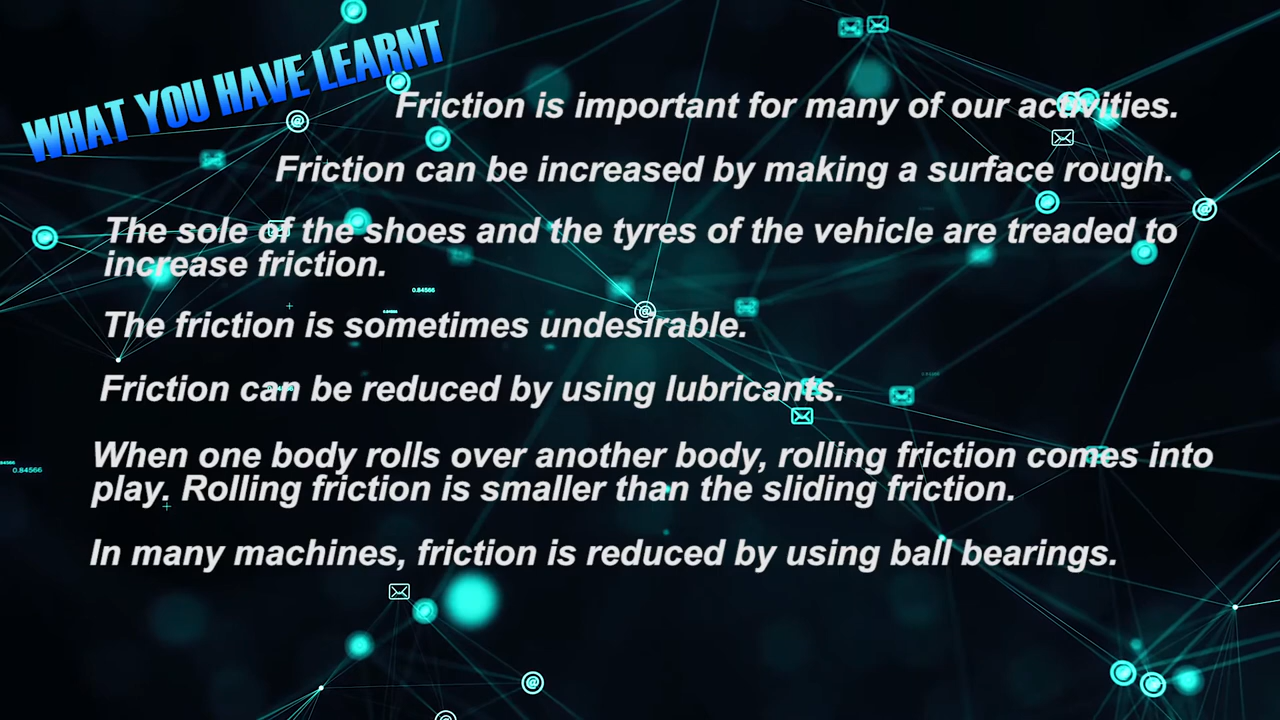 WHAT YOU HAVE LEARNT
Friction is important for many of our activities.
Friction can be increased by making a surface rough.
The sole of the shoes and the tyres of the vehicle are treaded to
increase friction.
0.84566
The friction is sometimes undesirable.
Friction can be reduced by using lubricants.
When one body rolls over another body, rolling friction comes into
0.84566
play. Rolling friction is smaller than the sliding friction.
In many machines, friction is reduced by using ball bearings.